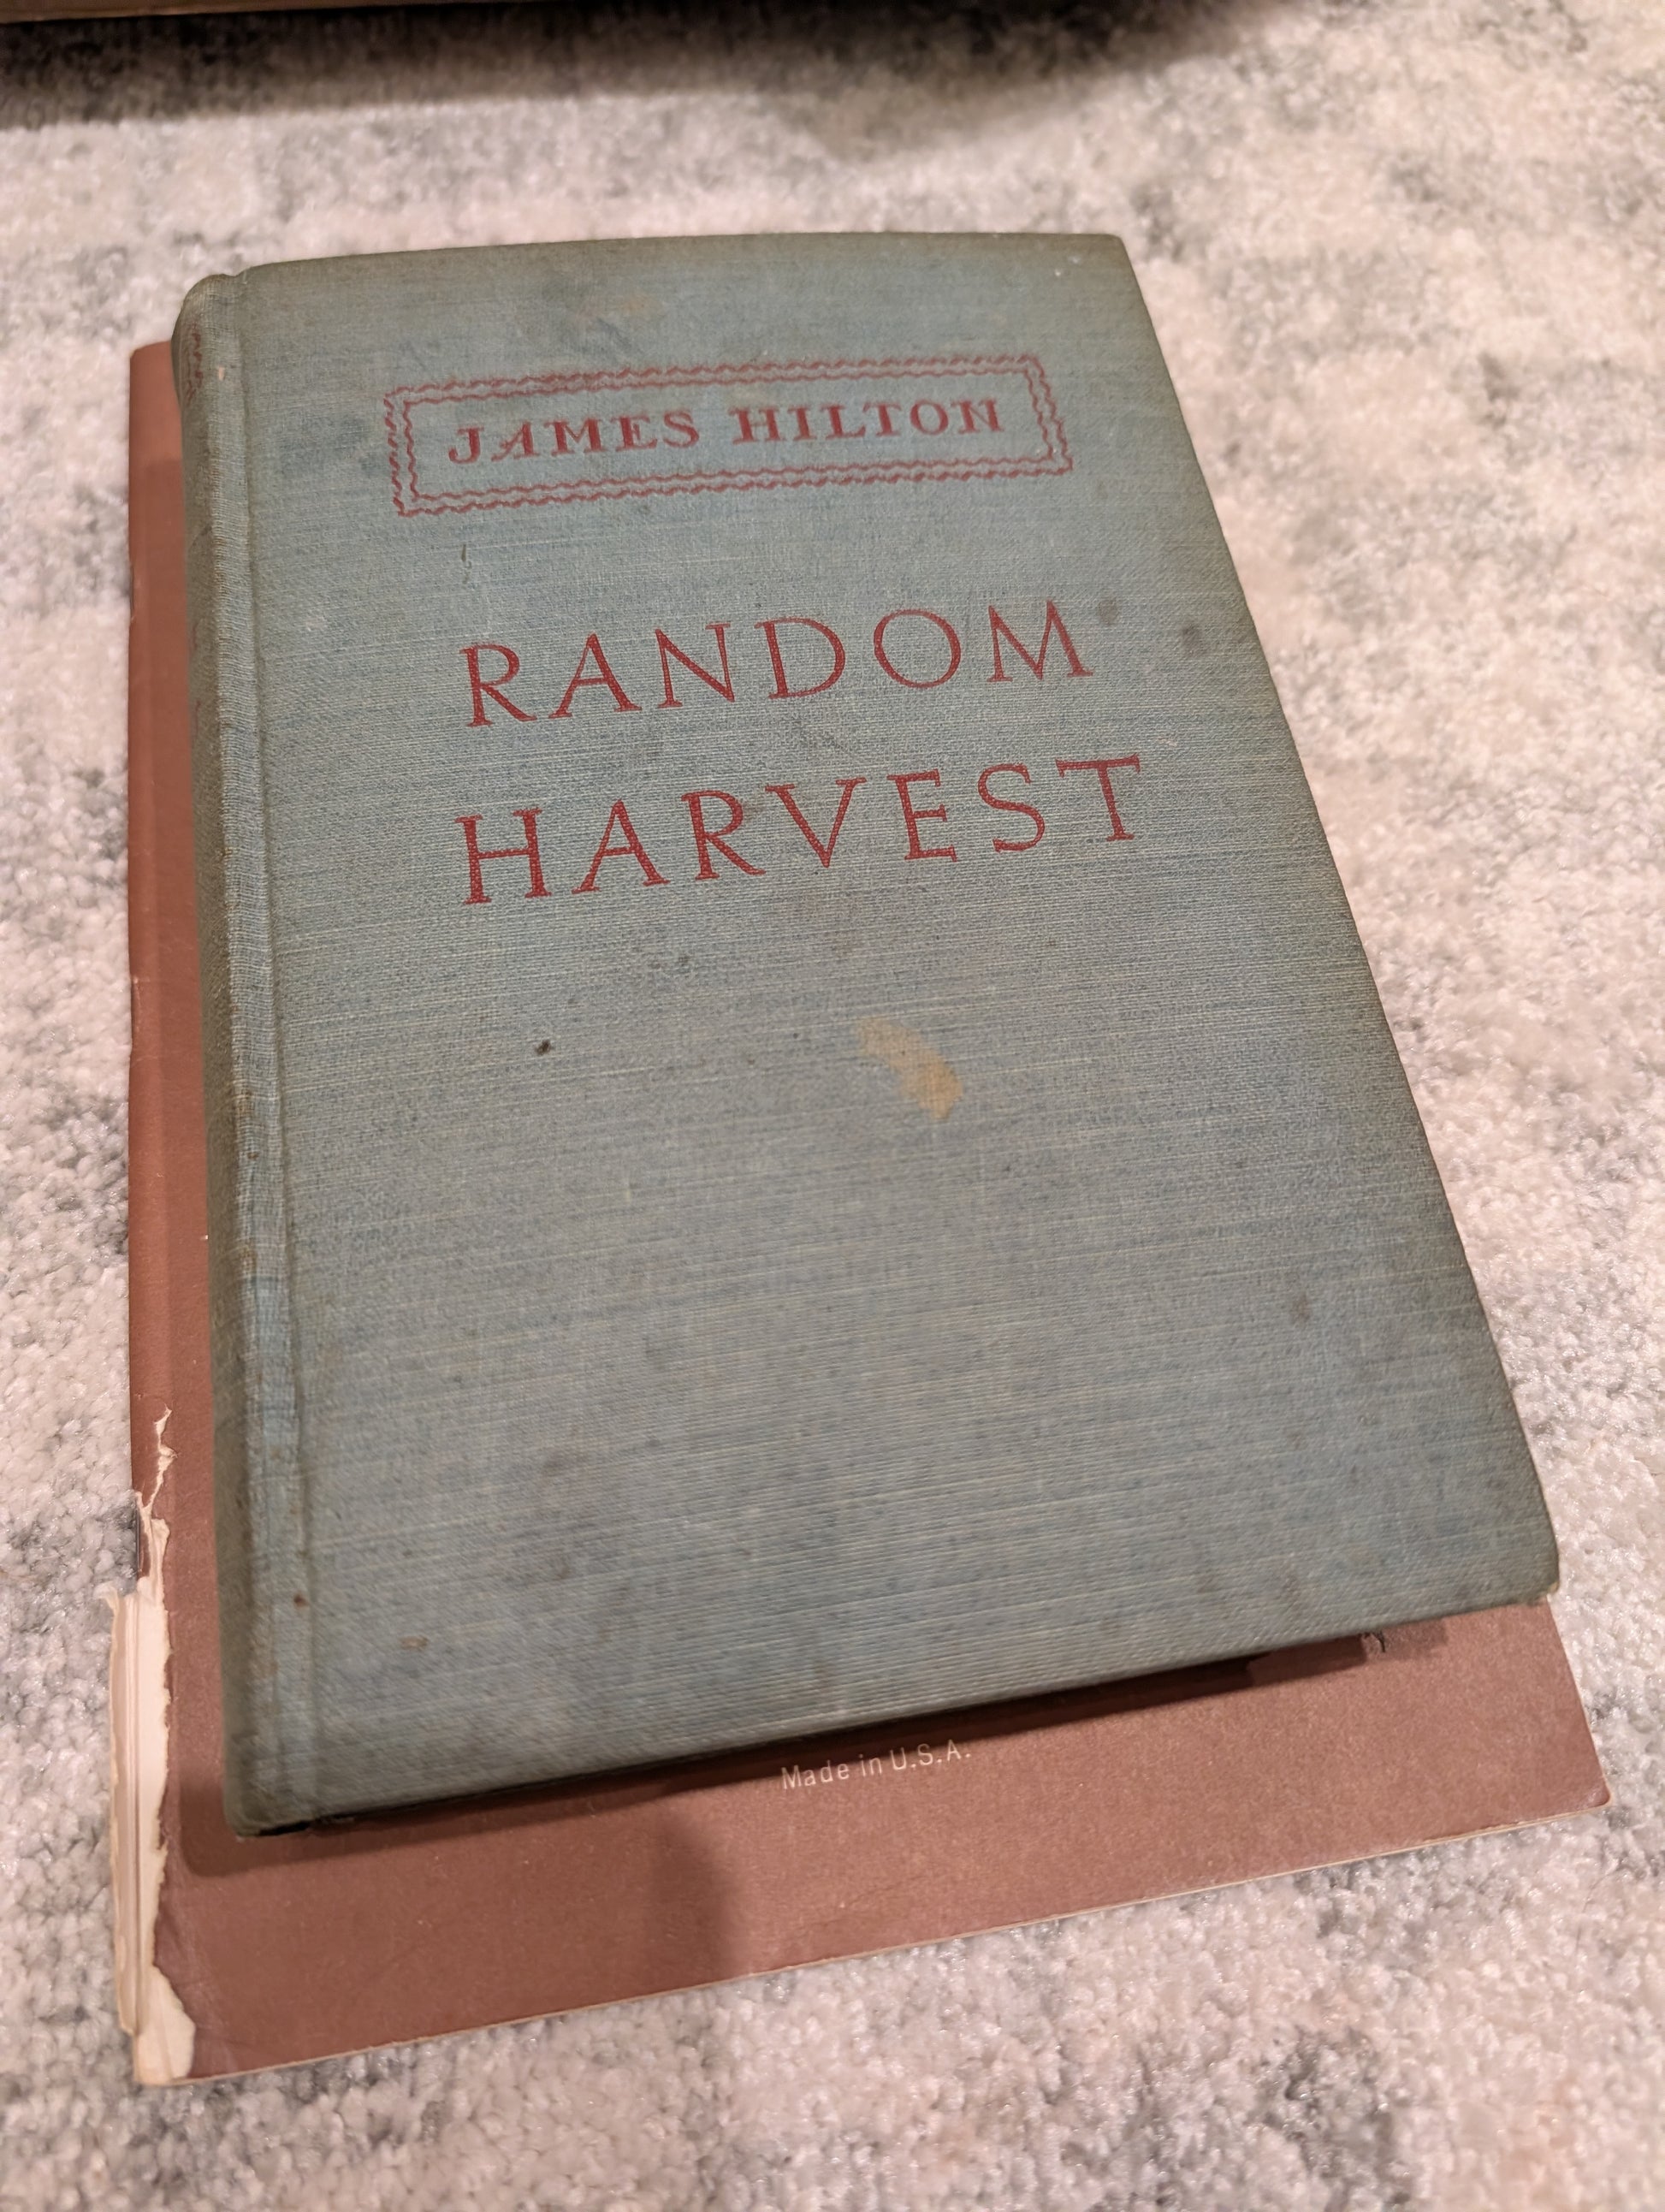 JAMES HILTON
RANDOM
HARVEST
Made in U.S.A.